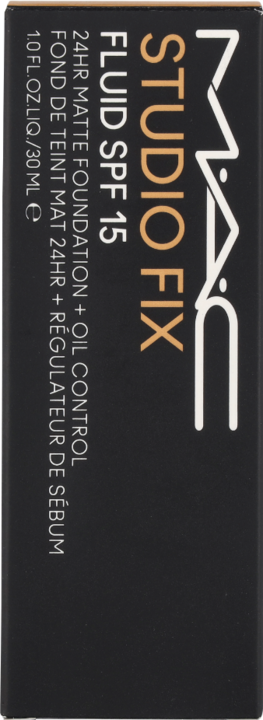 MAC
STUDIO FIX
FLUID SPF 15
24HR MATTE FOUNDATION + OIL CONTROL
FOND DE TEINT MAT 24HR + RÉGULATEUR DE SÉBUM
1.0 FL.OZ.LIQ./30 ML ℮